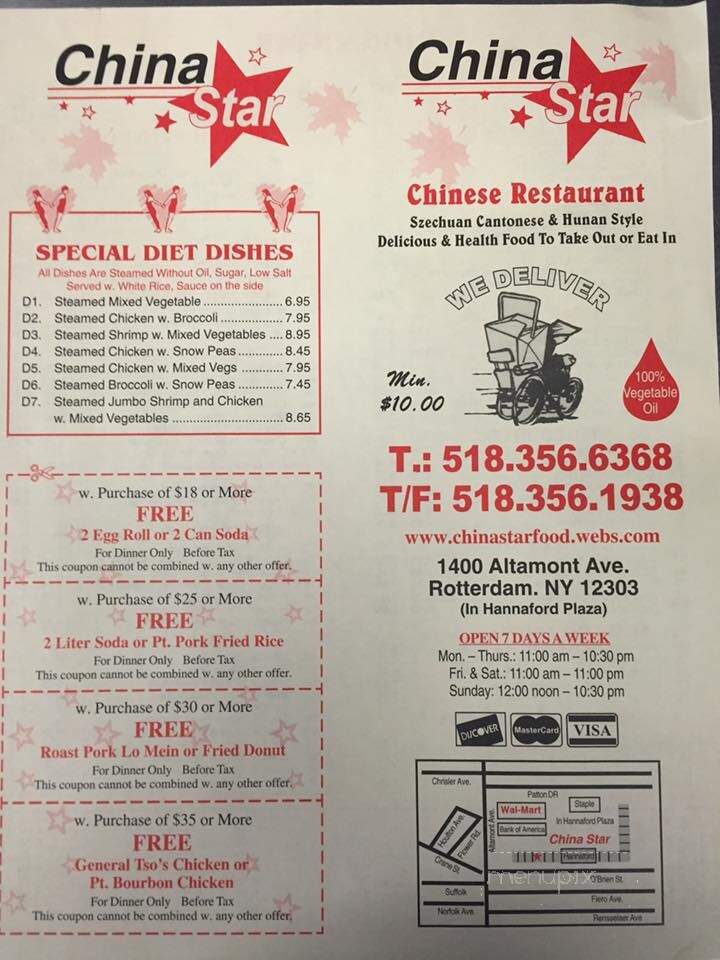 China
Star
SPECIAL DIET DISHES
All Dishes Are Steamed Without Oil, Sugar, Low Salt
Served w. White Rice, Sauce on the side
D1. Steamed Mixed Vegetable ........................ 6.95
D2. Steamed Chicken w. Broccoli ................... 7.95
D3. Steamed Shrimp w. Mixed Vegetables .... 8.95
D4. Steamed Chicken w. Snow Peas ............. 8.45
D5. Steamed Chicken w. Mixed Vegs ............ 7.95
D6. Steamed Broccoli w. Snow Peas ............. 7.45
D7. Steamed Jumbo Shrimp and Chicken
w. Mixed Vegetables ................................. 8.65
w. Purchase of $18 or More
FREE
2 Egg Roll or 2 Can Soda
For Dinner Only Before Tax
This coupon cannot be combined w. any other offer.
w. Purchase of $25 or More
FREE
2 Liter Soda or Pt. Pork Fried Rice
For Dinner Only Before Tax
This coupon cannot be combined w. any other offer.
w. Purchase of $30 or More
FREE
Roast Pork Lo Mein or Fried Donut
For Dinner Only Before Tax
This coupon cannot be combined w. any other offer.
w. Purchase of $35 or More
FREE
General Tso's Chicken or
Pt. Bourbon Chicken
For Dinner Only Before Tax
This coupon cannot be combined w. any other offer.
China
Star
Chinese Restaurant
Szechuan Cantonese & Hunan Style
Delicious & Health Food To Take Out or Eat In
WE DELIVER
Min.
$10.00
100%
Vegetable
Oil
T.: 518.356.6368
T/F: 518.356.1938
www.chinastarfood.webs.com
1400 Altamont Ave.
Rotterdam. NY 12303
(In Hannaford Plaza)
OPEN 7 DAYS A WEEK
Mon. – Thurs.: 11:00 am – 10:30 pm
Fri. & Sat.: 11:00 am – 11:00 pm
Sunday: 12:00 noon – 10:30 pm
DISCOVER MasterCard VISA
Chrisler Ave.
Patton DR
Wal-Mart
Staple
In Hannaford Plaza
Bank of America
China Star
Hannaford
Altamont Ave.
Houlton Ave.
Flower Rd.
Crane St.
O'Brien St.
Suffolk
Fiero Ave.
Norfolk Ave.
Rensselaer Ave
menupix